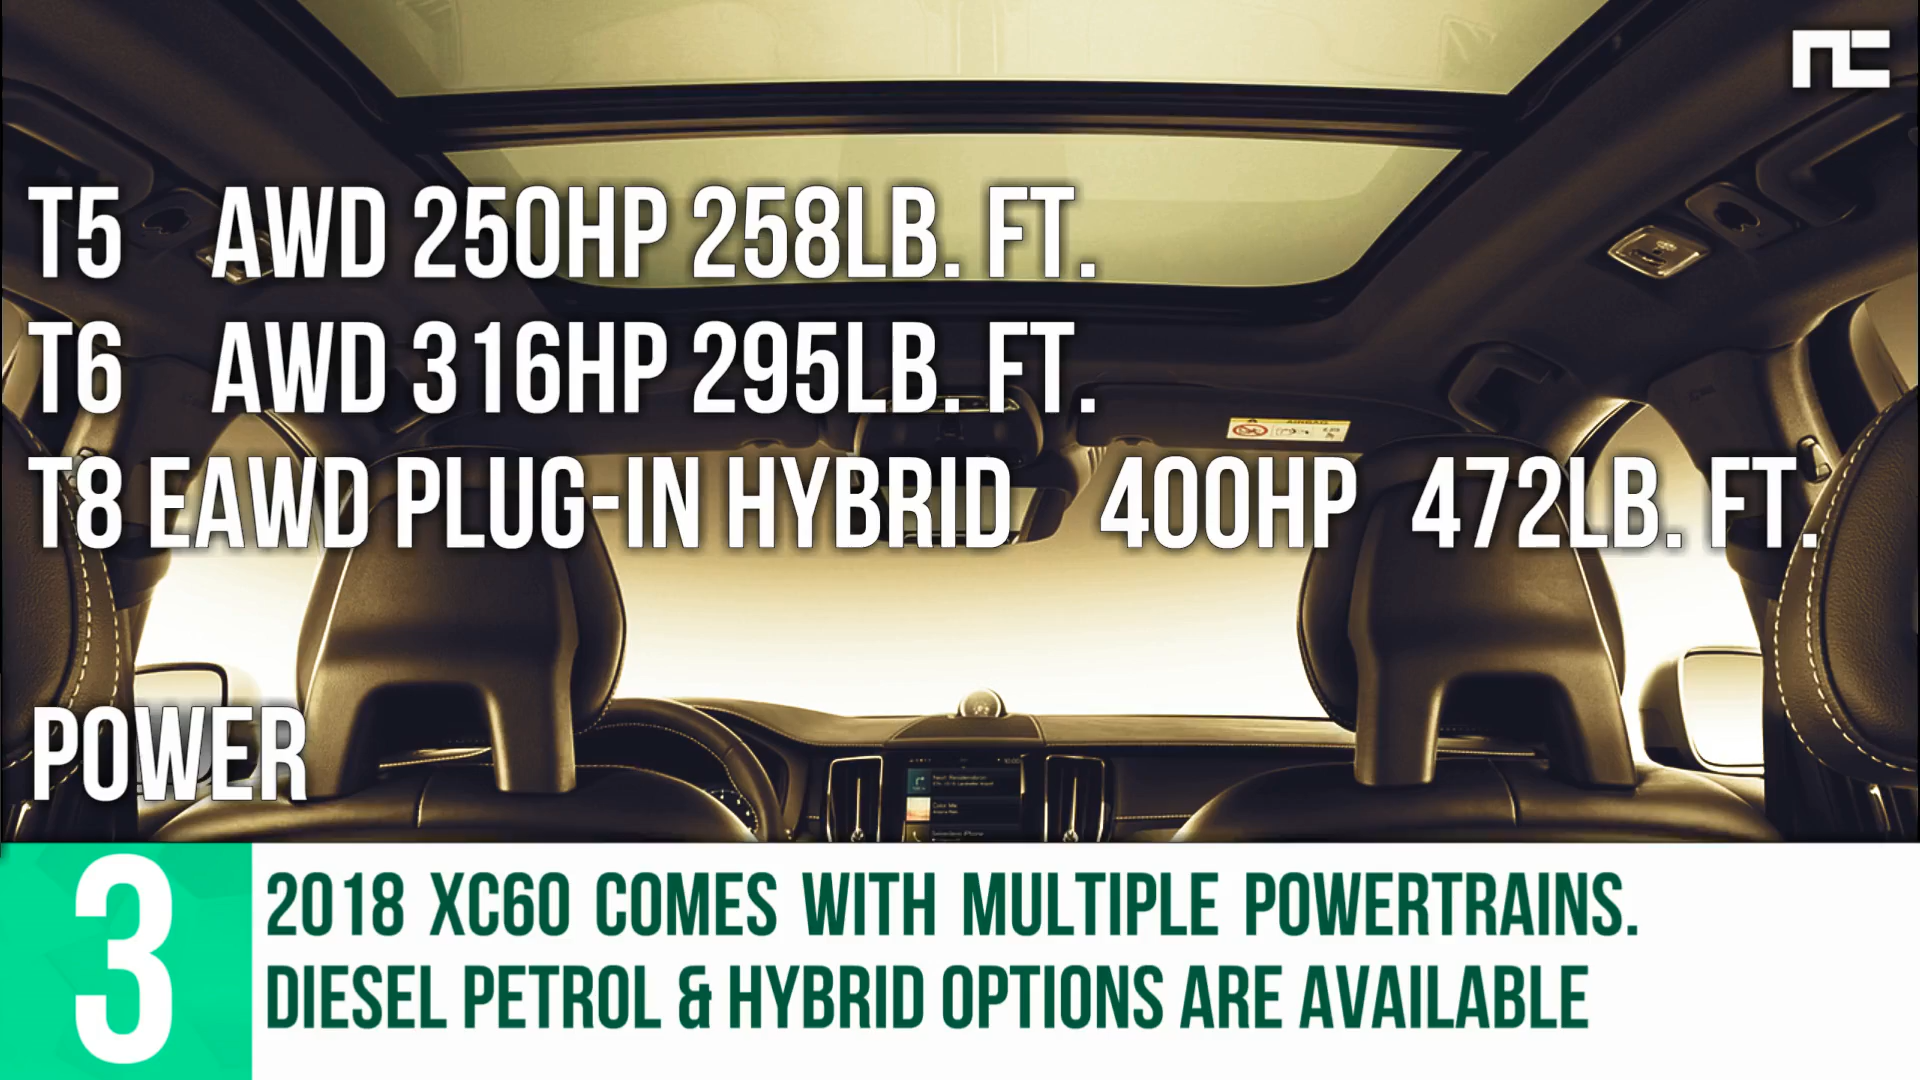 T5 AWD 250HP 258LB. FT.
T6 AWD 316HP 295LB. FT.
T8 EAWD PLUG-IN HYBRID 400HP 472LB. FT.
POWER
3
2018 XC60 COMES WITH MULTIPLE POWERTRAINS.
DIESEL PETROL & HYBRID OPTIONS ARE AVAILABLE